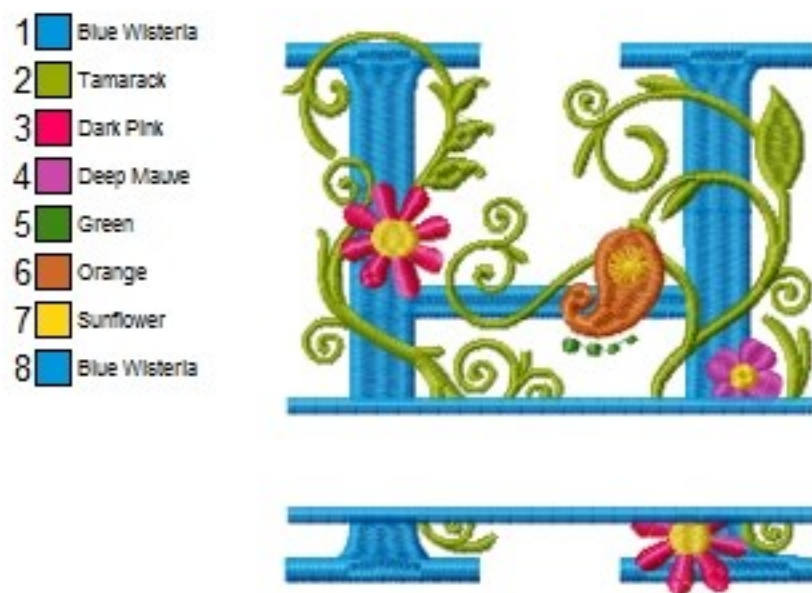 1 Blue Wisteria
2 Tamarack
3 Dark Pink
4 Deep Mauve
5 Green
6 Orange
7 Sunflower
8 Blue Wisteria
H